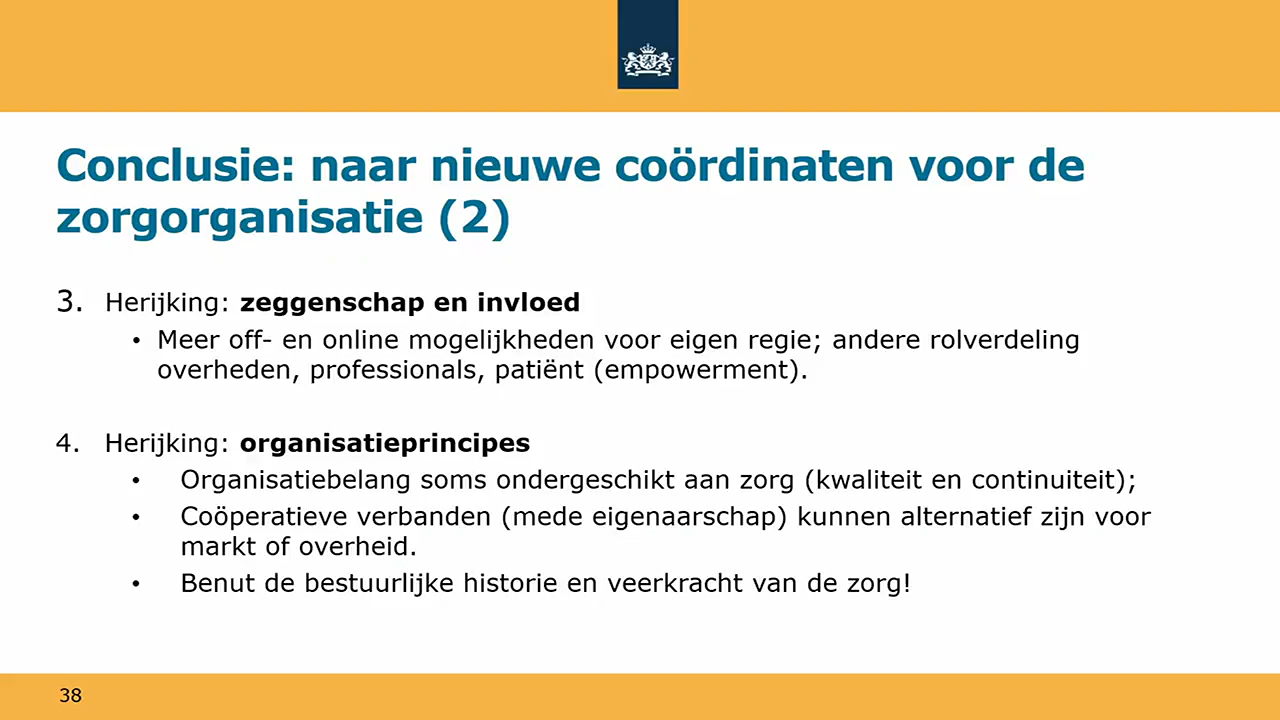 Conclusie: naar nieuwe coördinaten voor de
zorgorganisatie (2)
3. Herijking: zeggenschap en invloed
• Meer off- en online mogelijkheden voor eigen regie; andere rolverdeling
overheden, professionals, patiënt (empowerment).
4. Herijking: organisatieprincipes
• Organisatiebelang soms ondergeschikt aan zorg (kwaliteit en continuiteit);
• Coöperatieve verbanden (mede eigenaarschap) kunnen alternatief zijn voor
markt of overheid.
• Benut de bestuurlijke historie en veerkracht van de zorg!
38